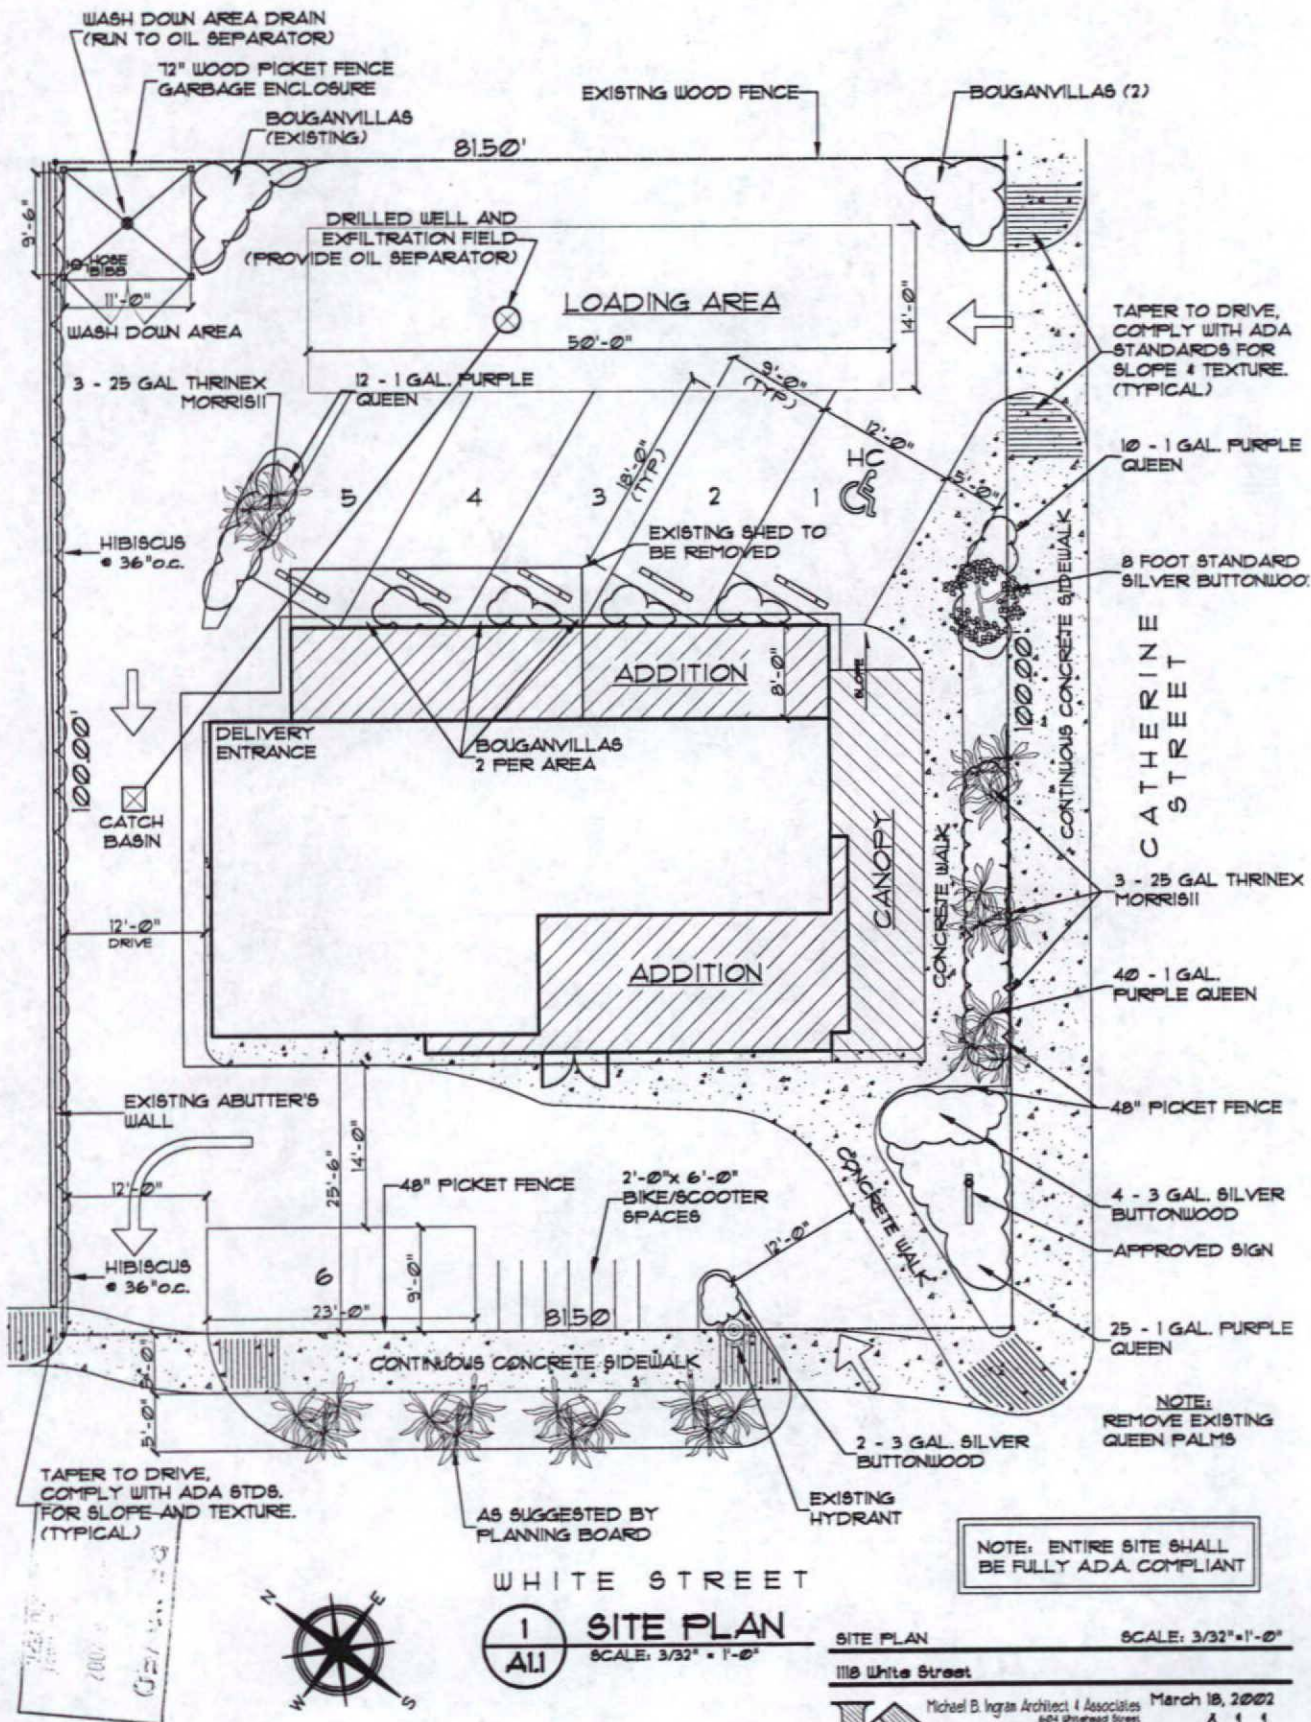 WASH DOWN AREA DRAIN
(RUN TO OIL SEPARATOR)
72" WOOD PICKET FENCE
GARBAGE ENCLOSURE
BOUGANVILLAS
(EXISTING)
EXISTING WOOD FENCE
BOUGANVILLAS (2)
81.50'
9'-6"
HOSE
BIBB
11'-0"
WASH DOWN AREA
DRILLED WELL AND
EXFILTRATION FIELD
(PROVIDE OIL SEPARATOR)
LOADING AREA
50'-0"
14'-0"
TAPER TO DRIVE,
COMPLY WITH ADA
STANDARDS FOR
SLOPE & TEXTURE.
(TYPICAL)
3 - 25 GAL THRINEX
MORRISII
12 - 1 GAL. PURPLE
QUEEN
9'-0"
(TYP.)
18'-0"
(TYP)
12'-0"
5'-0"
HC
5
4
3
2
1
10 - 1 GAL. PURPLE
QUEEN
HIBISCUS
@ 36"o.c.
EXISTING SHED TO
BE REMOVED
8 FOOT STANDARD
SILVER BUTTONWOOD
ADDITION
8'-0"
SLOPE
100.00'
100.00'
CONTINUOUS CONCRETE SIDEWALK
CATHERINE
STREET
DELIVERY
ENTRANCE
BOUGANVILLAS
2 PER AREA
CATCH
BASIN
CANOPY
CONCRETE WALK
12'-0"
DRIVE
ADDITION
3 - 25 GAL THRINEX
MORRISII
40 - 1 GAL.
PURPLE QUEEN
48" PICKET FENCE
EXISTING ABUTTER'S
WALL
25'-6"
14'-0"
12'-0"
48" PICKET FENCE
2'-0"x 6'-0"
BIKE/SCOOTER
SPACES
CONCRETE WALK
12'-0"
4 - 3 GAL. SILVER
BUTTONWOOD
APPROVED SIGN
HIBISCUS
@ 36"o.c.
6
9'-0"
23'-0"
81.50
25 - 1 GAL. PURPLE
QUEEN
CONTINUOUS CONCRETE SIDEWALK
5'-0"
5'-0"
NOTE:
REMOVE EXISTING
QUEEN PALMS
2 - 3 GAL. SILVER
BUTTONWOOD
TAPER TO DRIVE,
COMPLY WITH ADA STDS.
FOR SLOPE AND TEXTURE.
(TYPICAL)
AS SUGGESTED BY
PLANNING BOARD
EXISTING
HYDRANT
NOTE: ENTIRE SITE SHALL
BE FULLY A.D.A. COMPLIANT
WHITE STREET
N
E
W
S
1
A1.1
SITE PLAN
SCALE: 3/32" = 1'-0"
SITE PLAN
SCALE: 3/32"=1'-0"
1118 White Street
Michael B. Ingram Architect & Associates
March 18, 2002
604 Whitehead Street